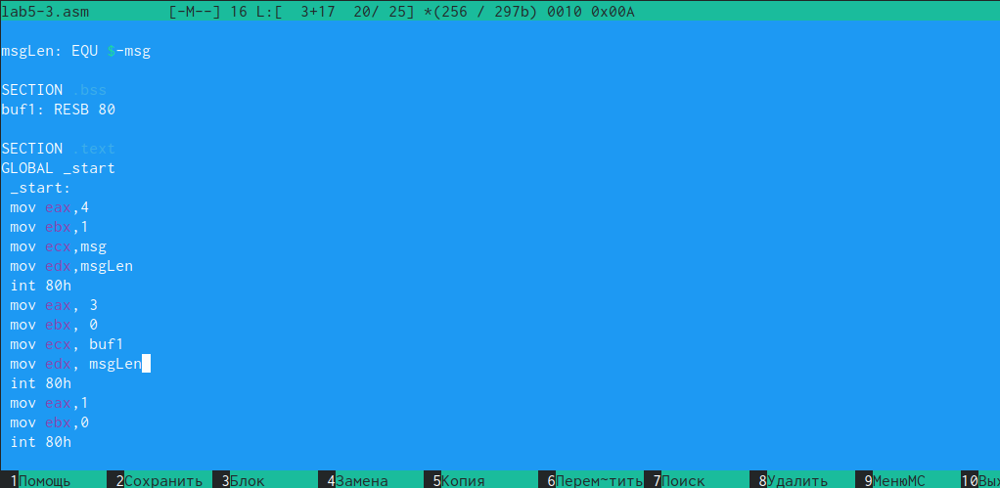 lab5-3.asm [-M--] 16 L:[ 3+17 20/ 25] *(256 / 297b) 0010 0x00A
msgLen: EQU $-msg
SECTION .bss
buf1: RESB 80
SECTION .text
GLOBAL _start
_start:
mov eax,4
mov ebx,1
mov ecx,msg
mov edx,msgLen
int 80h
mov eax, 3
mov ebx, 0
mov ecx, buf1
mov edx, msgLen
int 80h
mov eax,1
mov ebx,0
int 80h
1Помощь 2Сохранить 3Блок 4Замена 5Копия 6Перем~тить 7Поиск 8Удалить 9МенюMC 10Вых